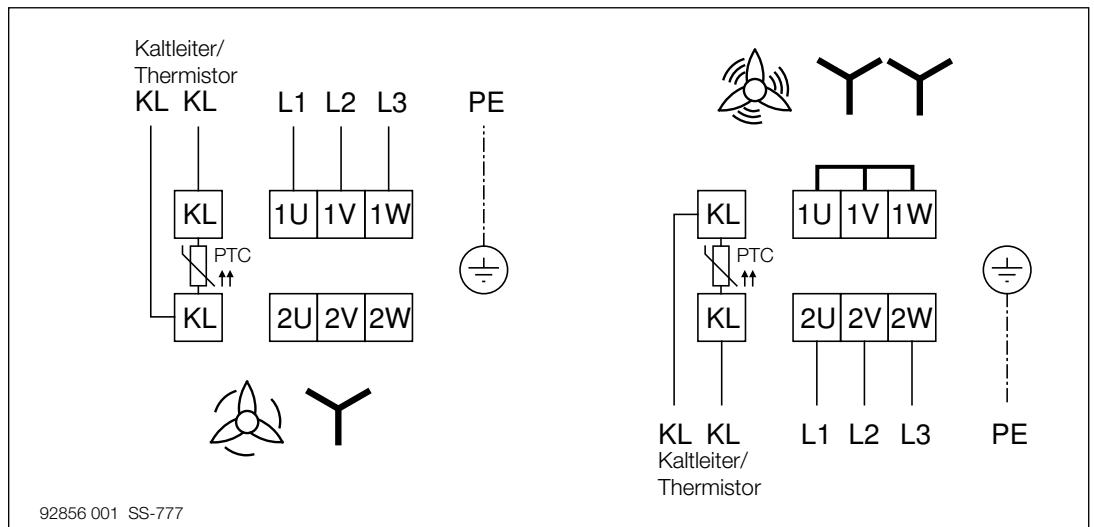 Kaltleiter/
Thermistor
KL KL L1 L2 L3 PE
KL 1U 1V 1W
PTC
KL 2U 2V 2W
KL 1U 1V 1W
PTC
KL 2U 2V 2W
KL KL L1 L2 L3 PE
Kaltleiter/
Thermistor
92856 001 SS-777